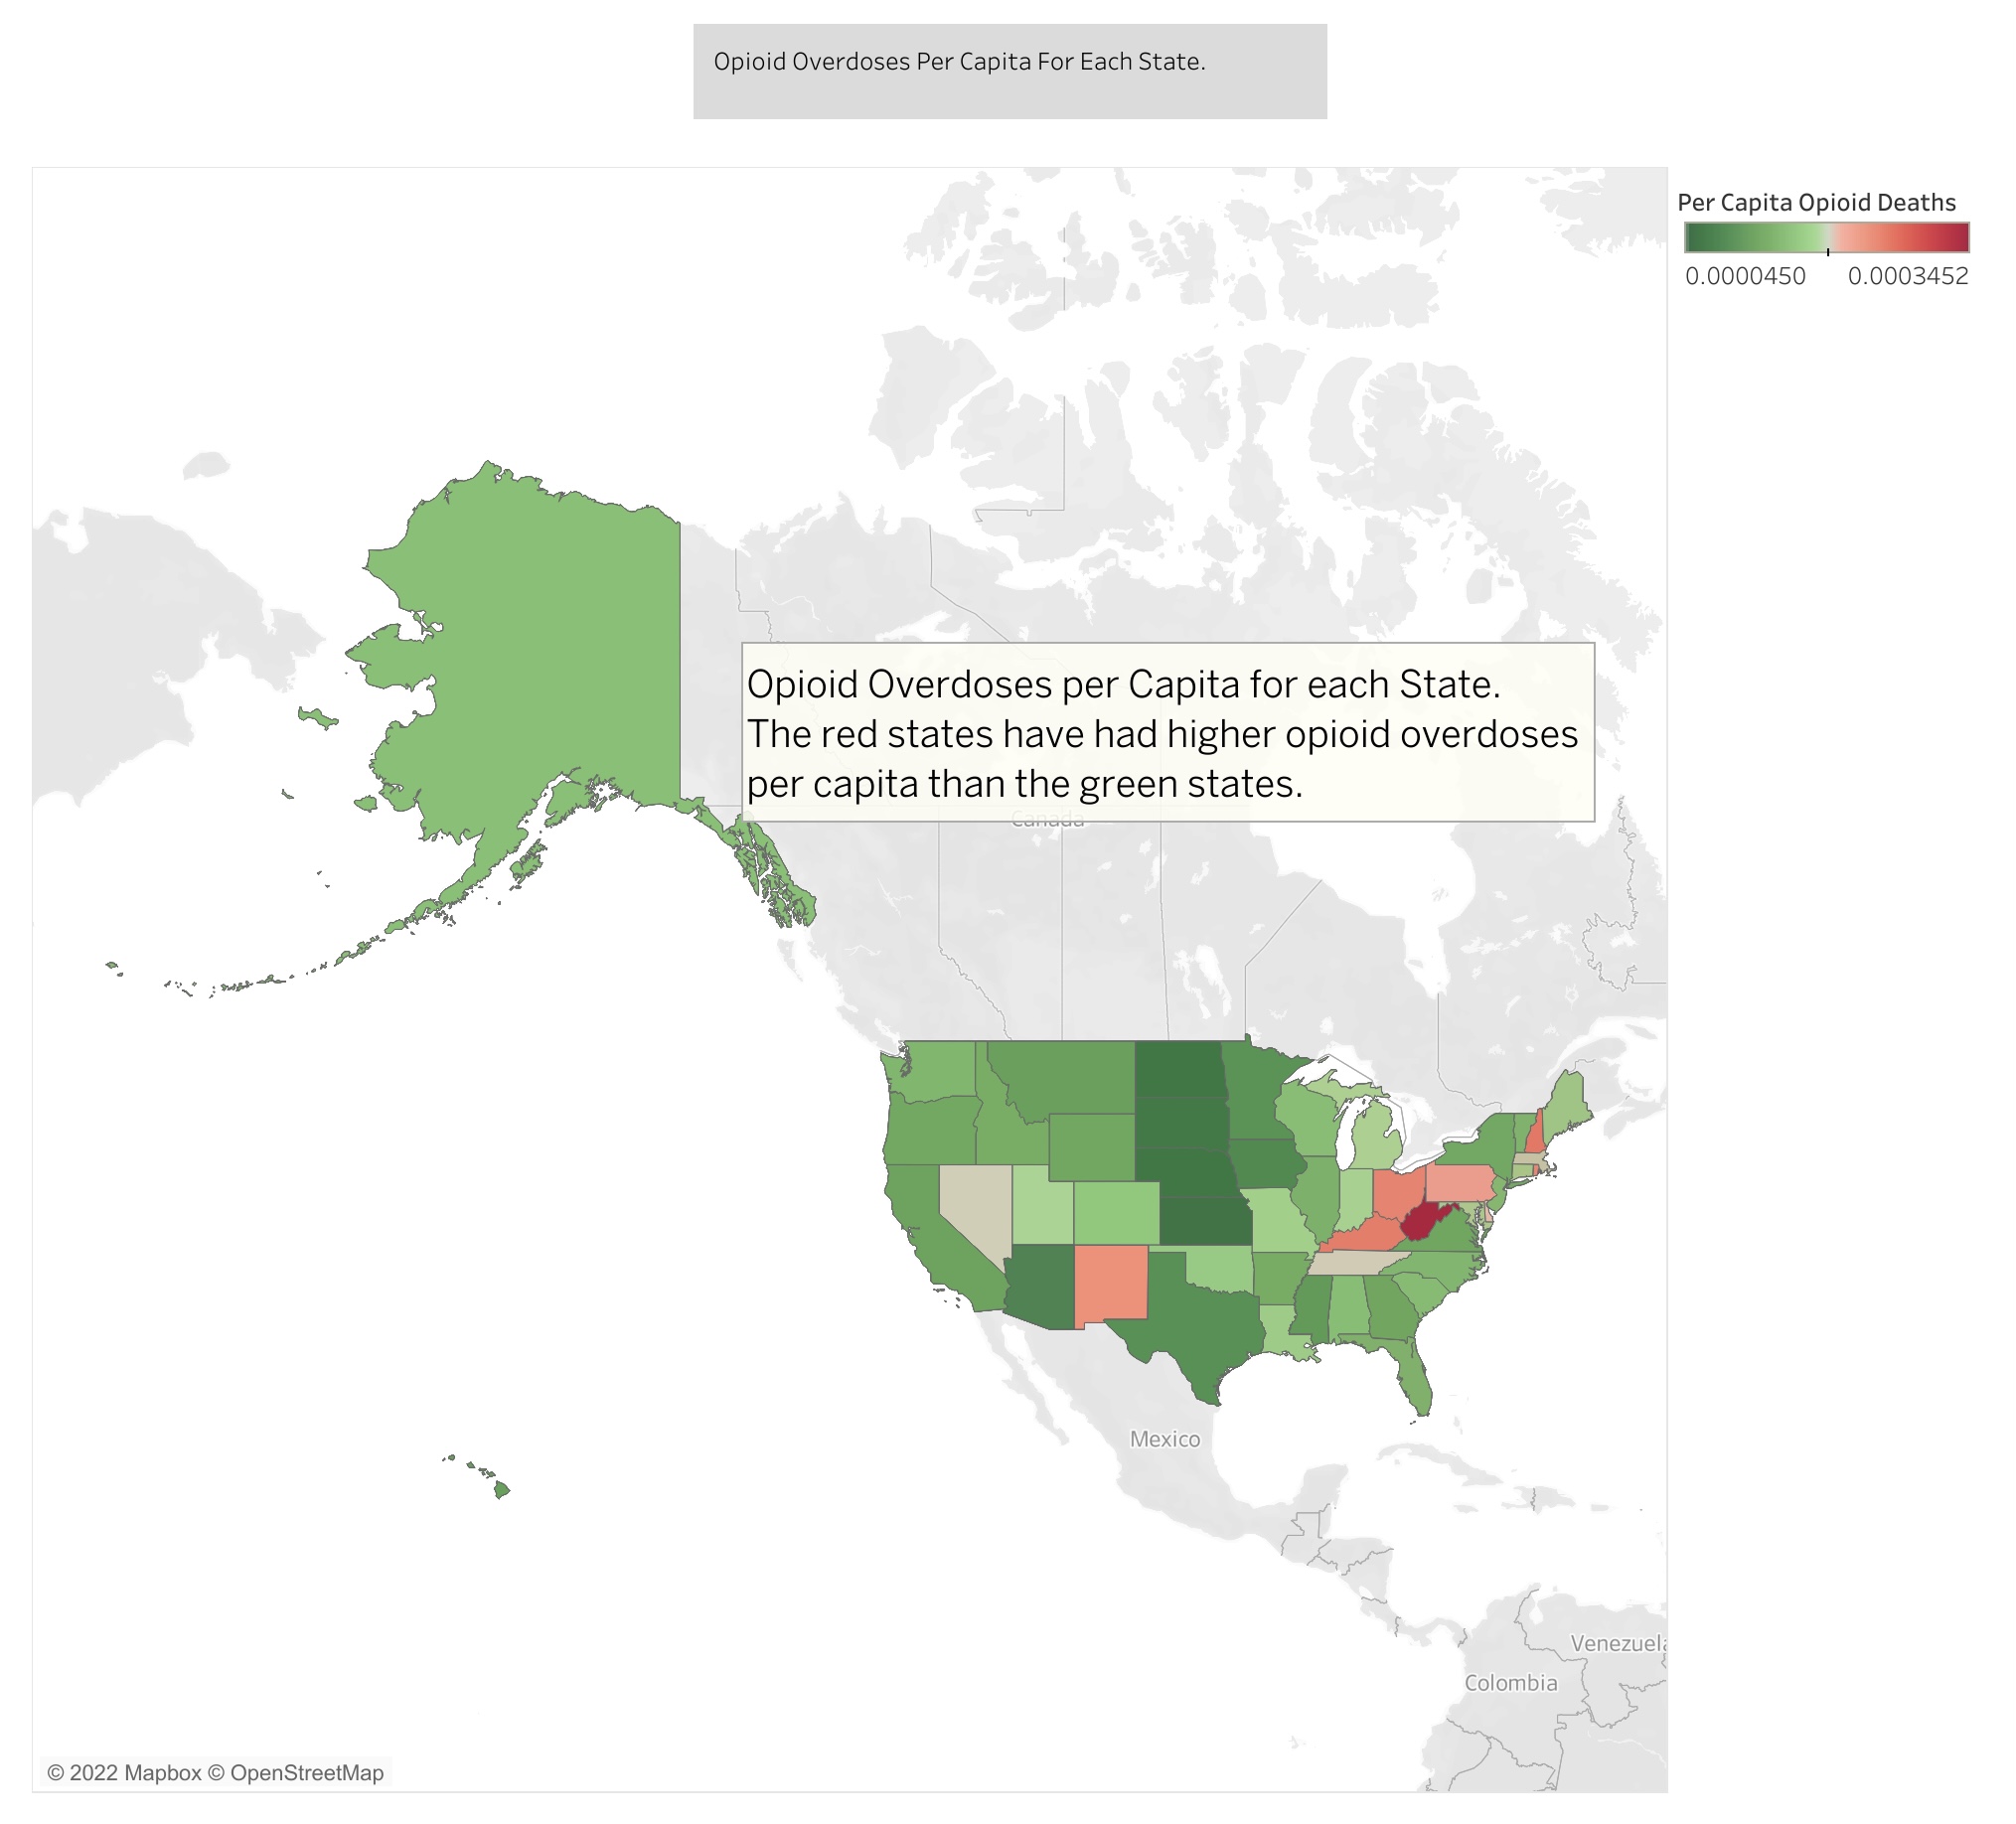 Opioid Overdoses Per Capita For Each State.
Per Capita Opioid Deaths
0.0000450 0.0003452
Opioid Overdoses per Capita for each State.
The red states have had higher opioid overdoses
per capita than the green states.
Canada
Mexico
Venezuela
Colombia
© 2022 Mapbox © OpenStreetMap